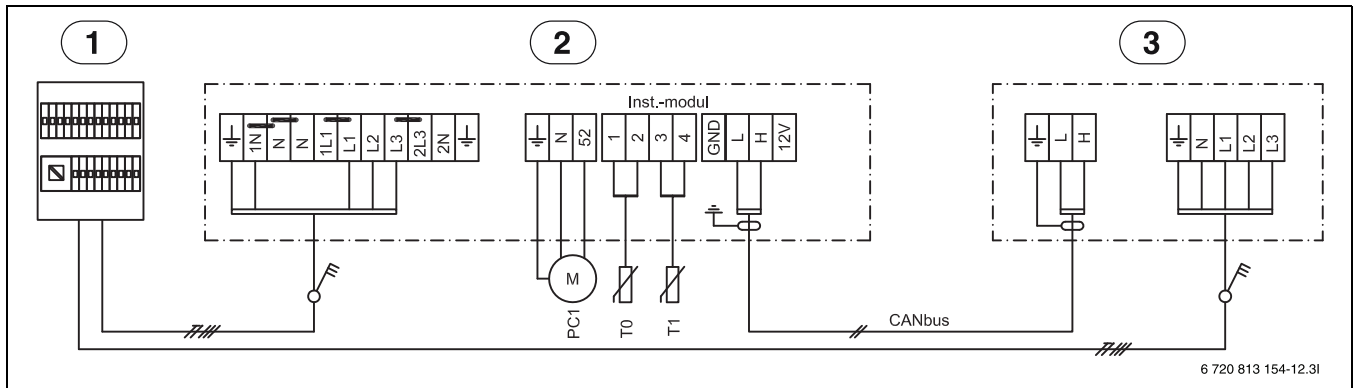 1 2 3
Inst.-modul
1N N N 1L1 L1 L2 L3 2L3 2N
N 52
1 2 3 4
GND L H 12V
L H
N L1 L2 L3
M
PC1 T0 T1
CANbus
6 720 813 154-12.3I